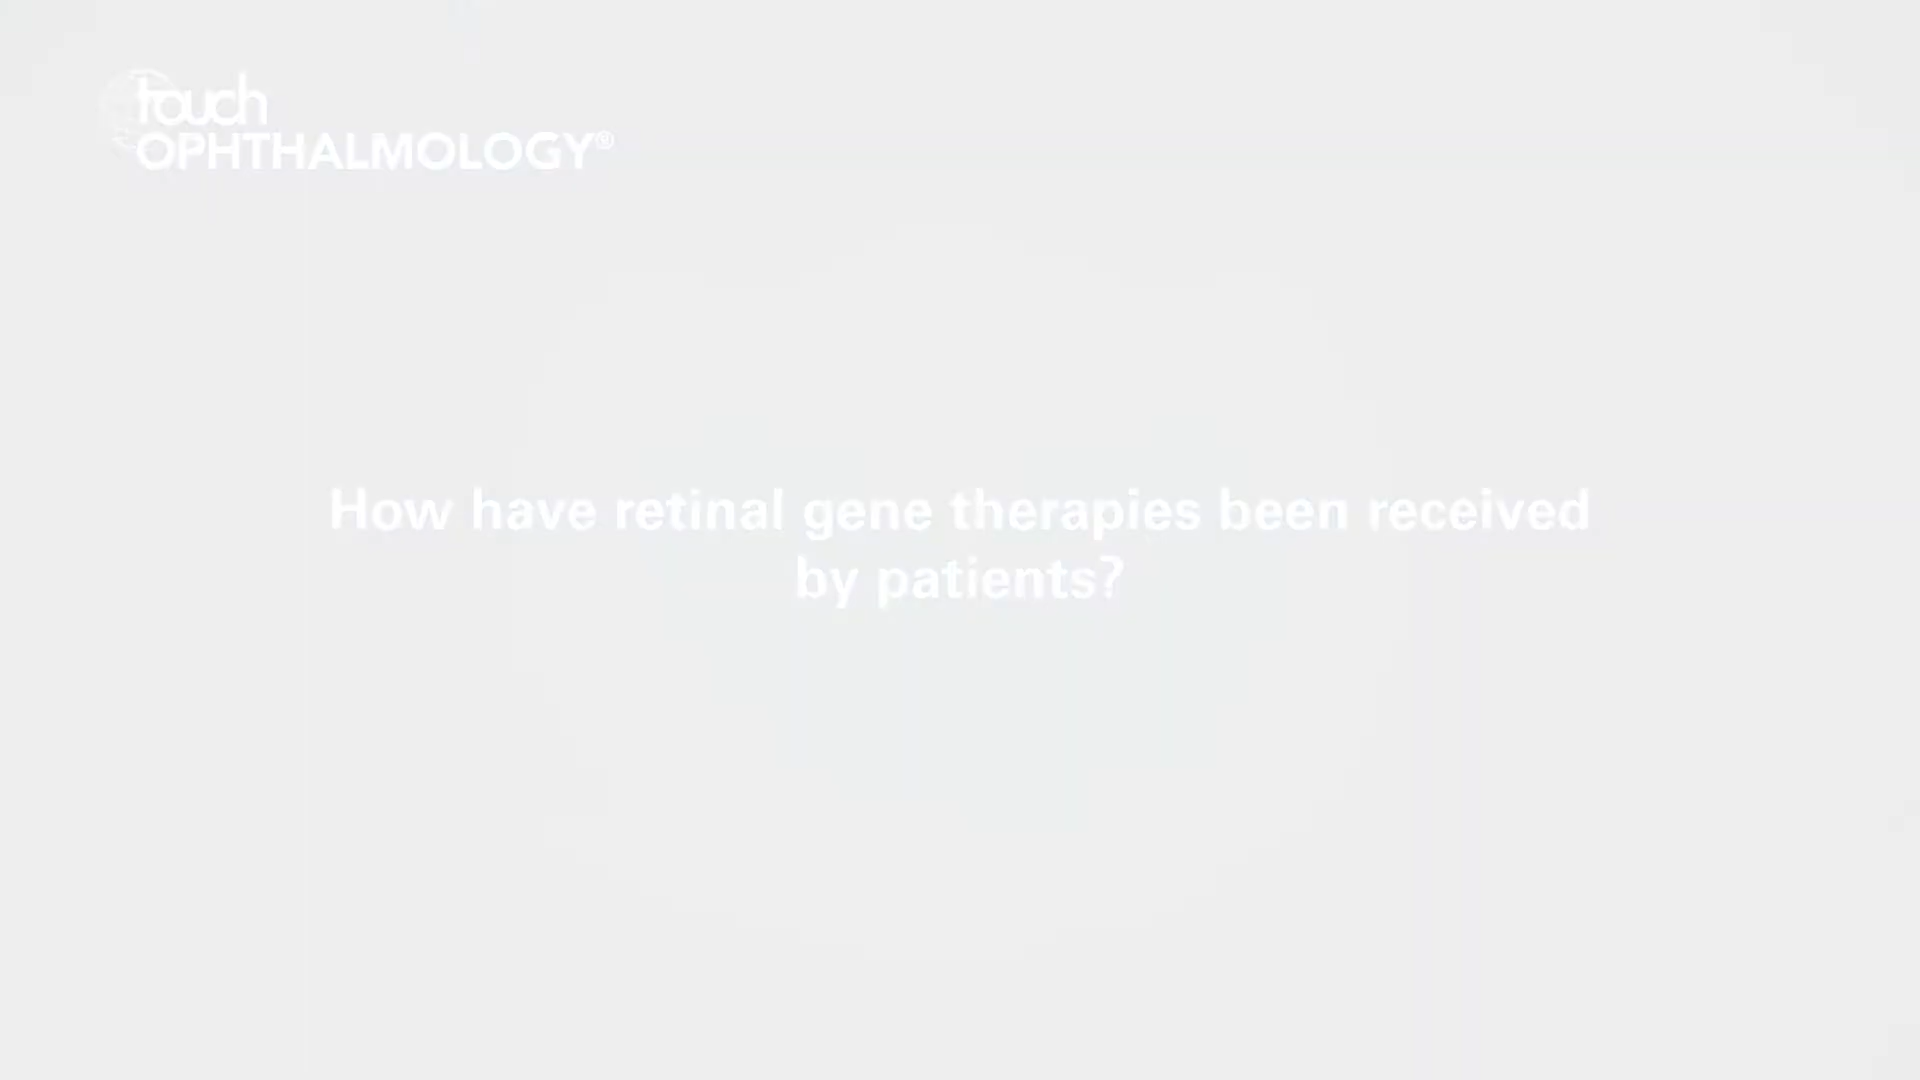 touch
OPHTHALMOLOGY®
How have retinal gene therapies been received
by patients?